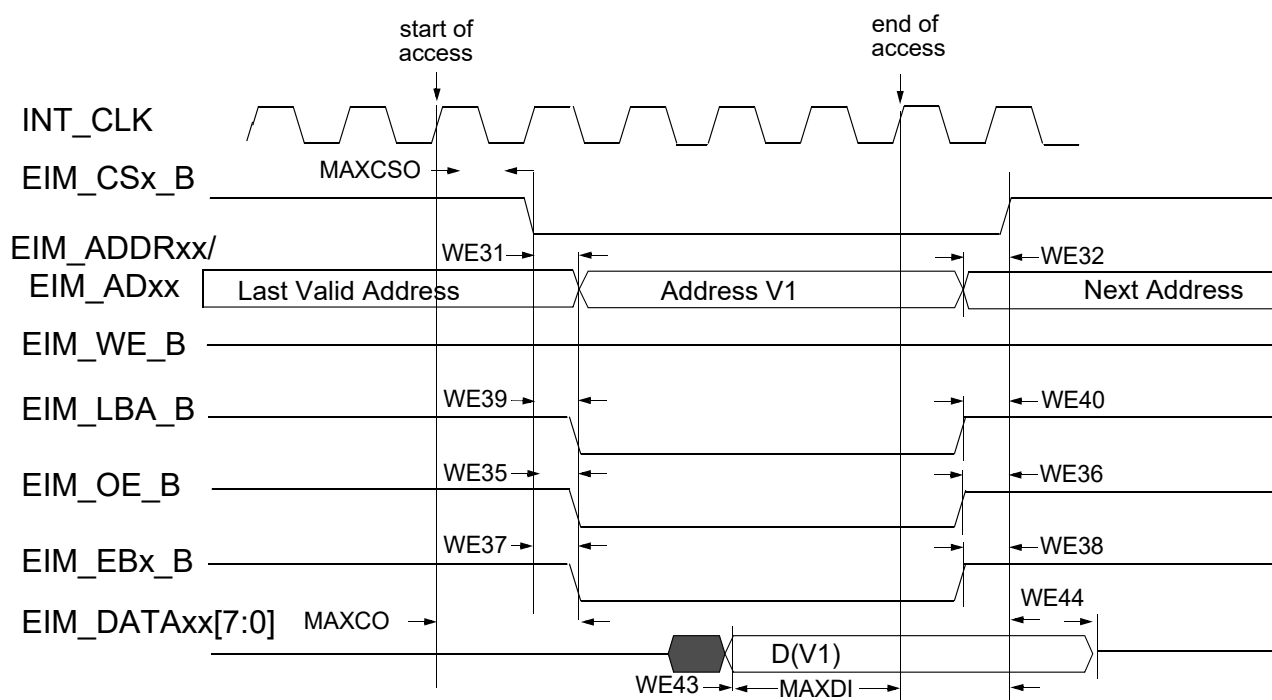 start of
access
end of
access
INT_CLK
MAXCSO
EIM_CSx_B
EIM_ADDRxx/
EIM_ADxx
WE31
WE32
Last Valid Address
Address V1
Next Address
EIM_WE_B
WE39
WE40
EIM_LBA_B
WE35
WE36
EIM_OE_B
WE37
WE38
EIM_EBx_B
WE44
EIM_DATAxx[7:0]
MAXCO
D(V1)
WE43
MAXDI